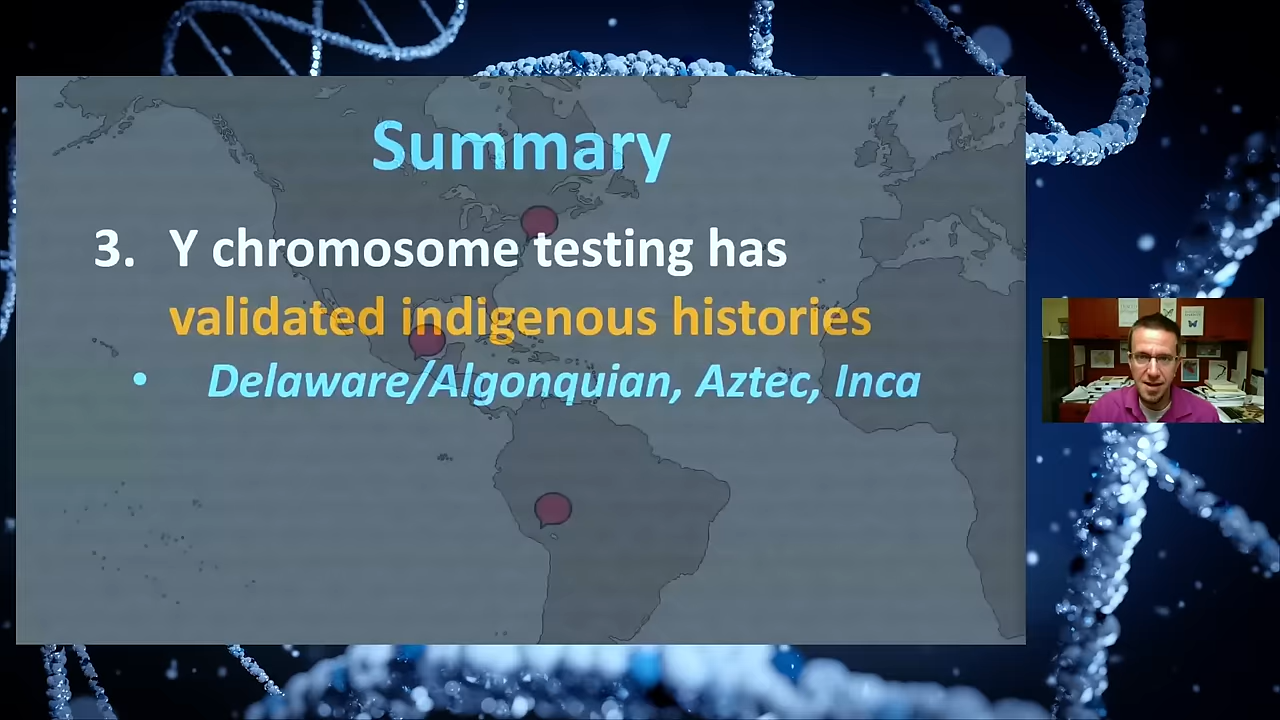 Summary
3. Y chromosome testing has
validated indigenous histories
• Delaware/Algonquian, Aztec, Inca